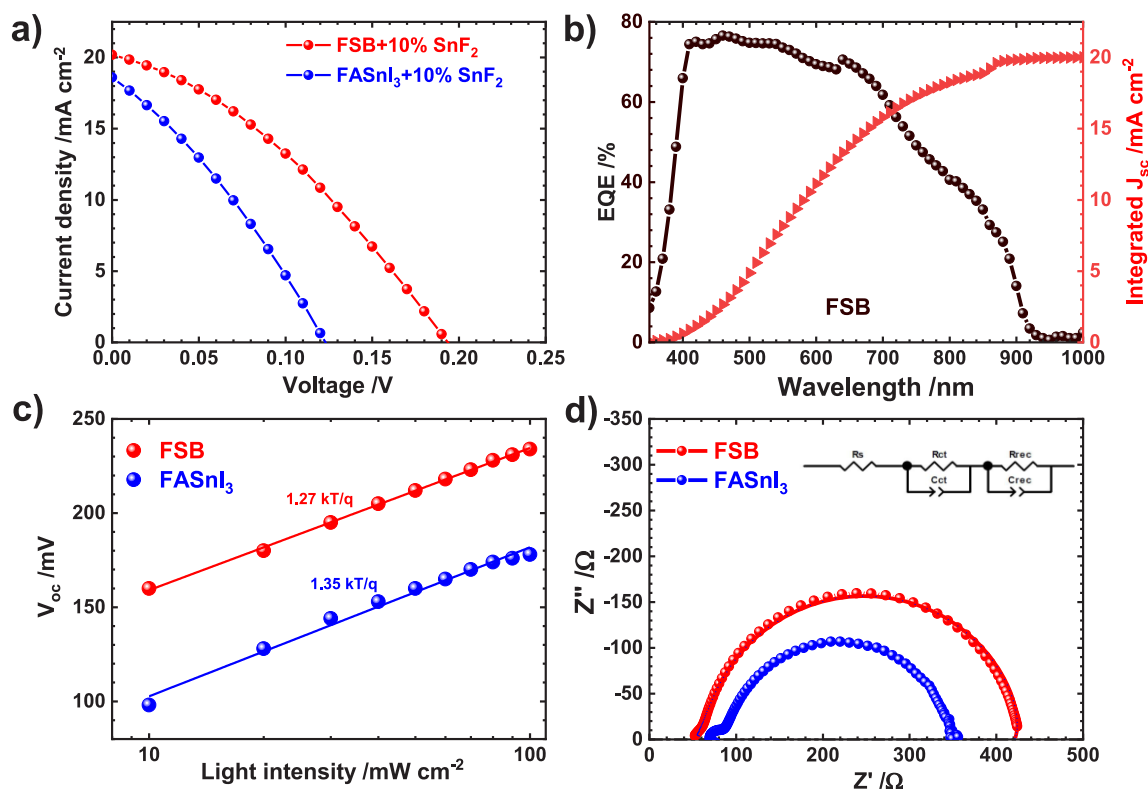 a)
FSB+10% SnF₂
FASnI₃+10% SnF₂
Current density /mA cm⁻²
25
20
15
10
5
0
0.00 0.05 0.10 0.15 0.20 0.25
Voltage /V
b)
EQE /%
80
60
40
20
0
FSB
20
15
10
5
0
Integrated Jsc /mA cm⁻²
400 500 600 700 800 900 1000
Wavelength /nm
c)
FSB
FASnI₃
1.27 kT/q
1.35 kT/q
Voc /mV
250
200
150
100
10 100
Light intensity /mW cm⁻²
d)
FSB
FASnI₃
Rs Rct Rrec
Cct Crec
Z'' /Ω
-350
-300
-250
-200
-150
-100
-50
0
0 100 200 300 400 500
Z' /Ω